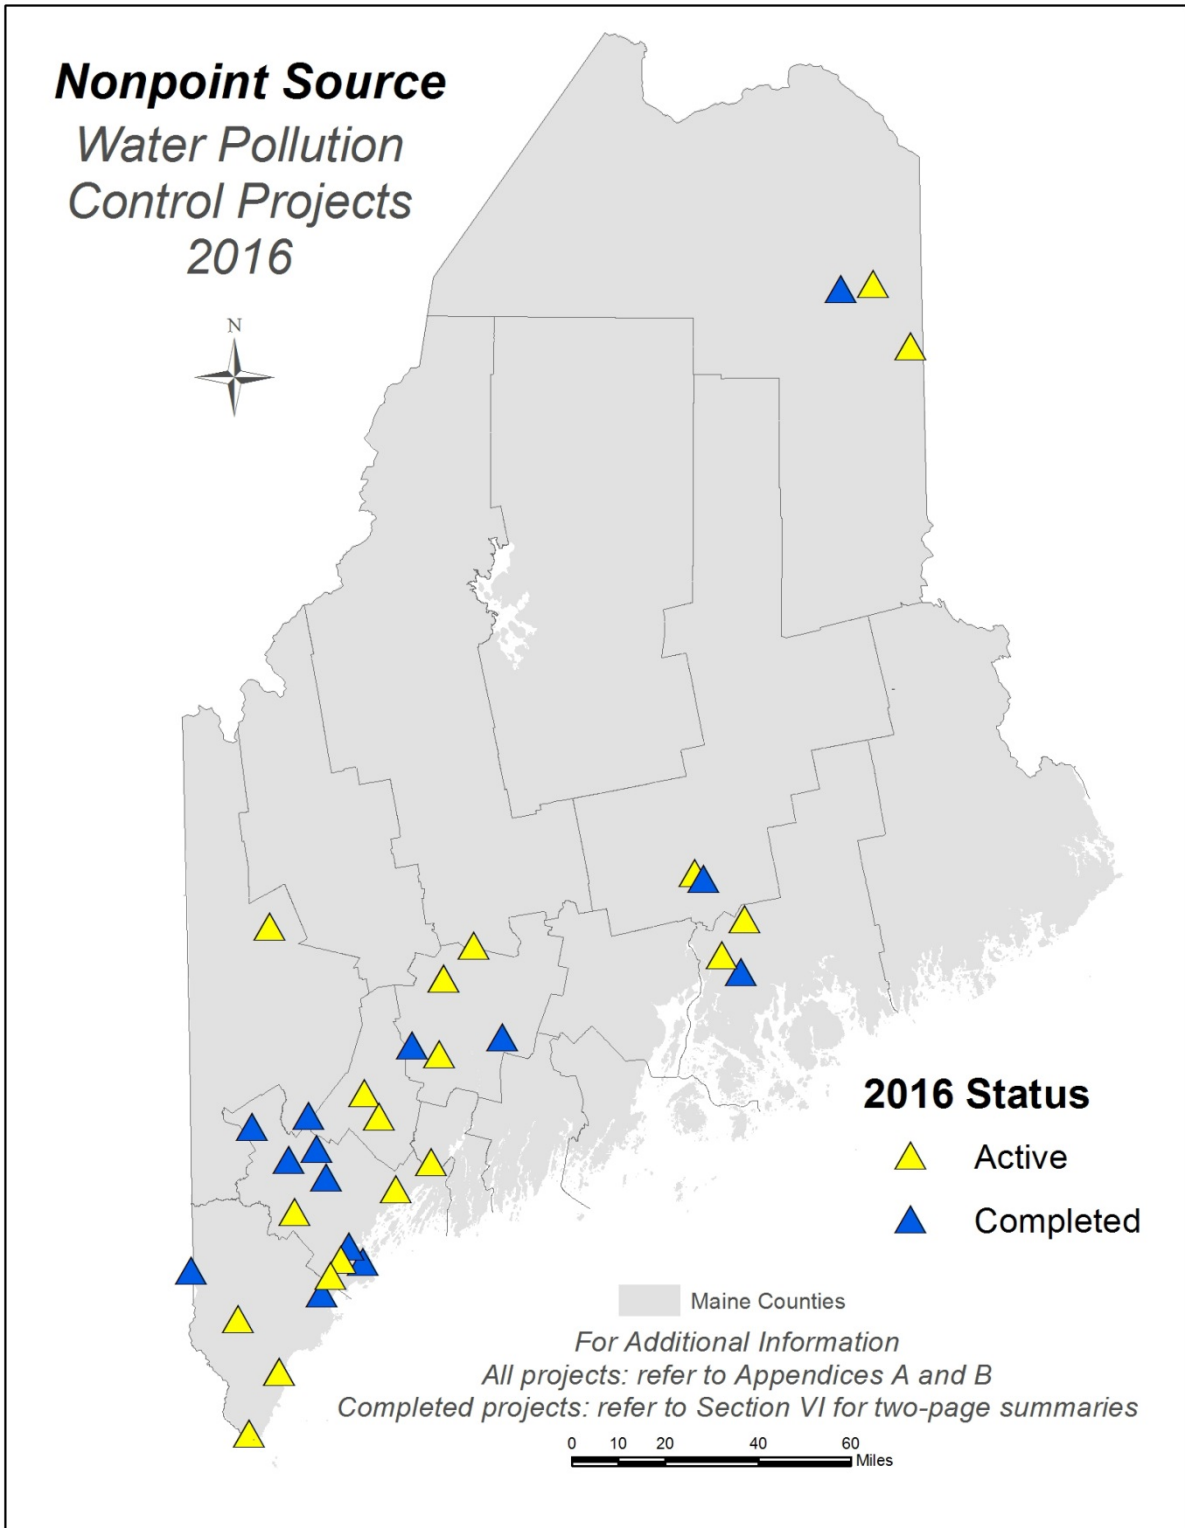 Nonpoint Source
Water Pollution
Control Projects
2016
N
2016 Status
Active
Completed
Maine Counties
For Additional Information
All projects: refer to Appendices A and B
Completed projects: refer to Section VI for two-page summaries
0 10 20 40 60
Miles